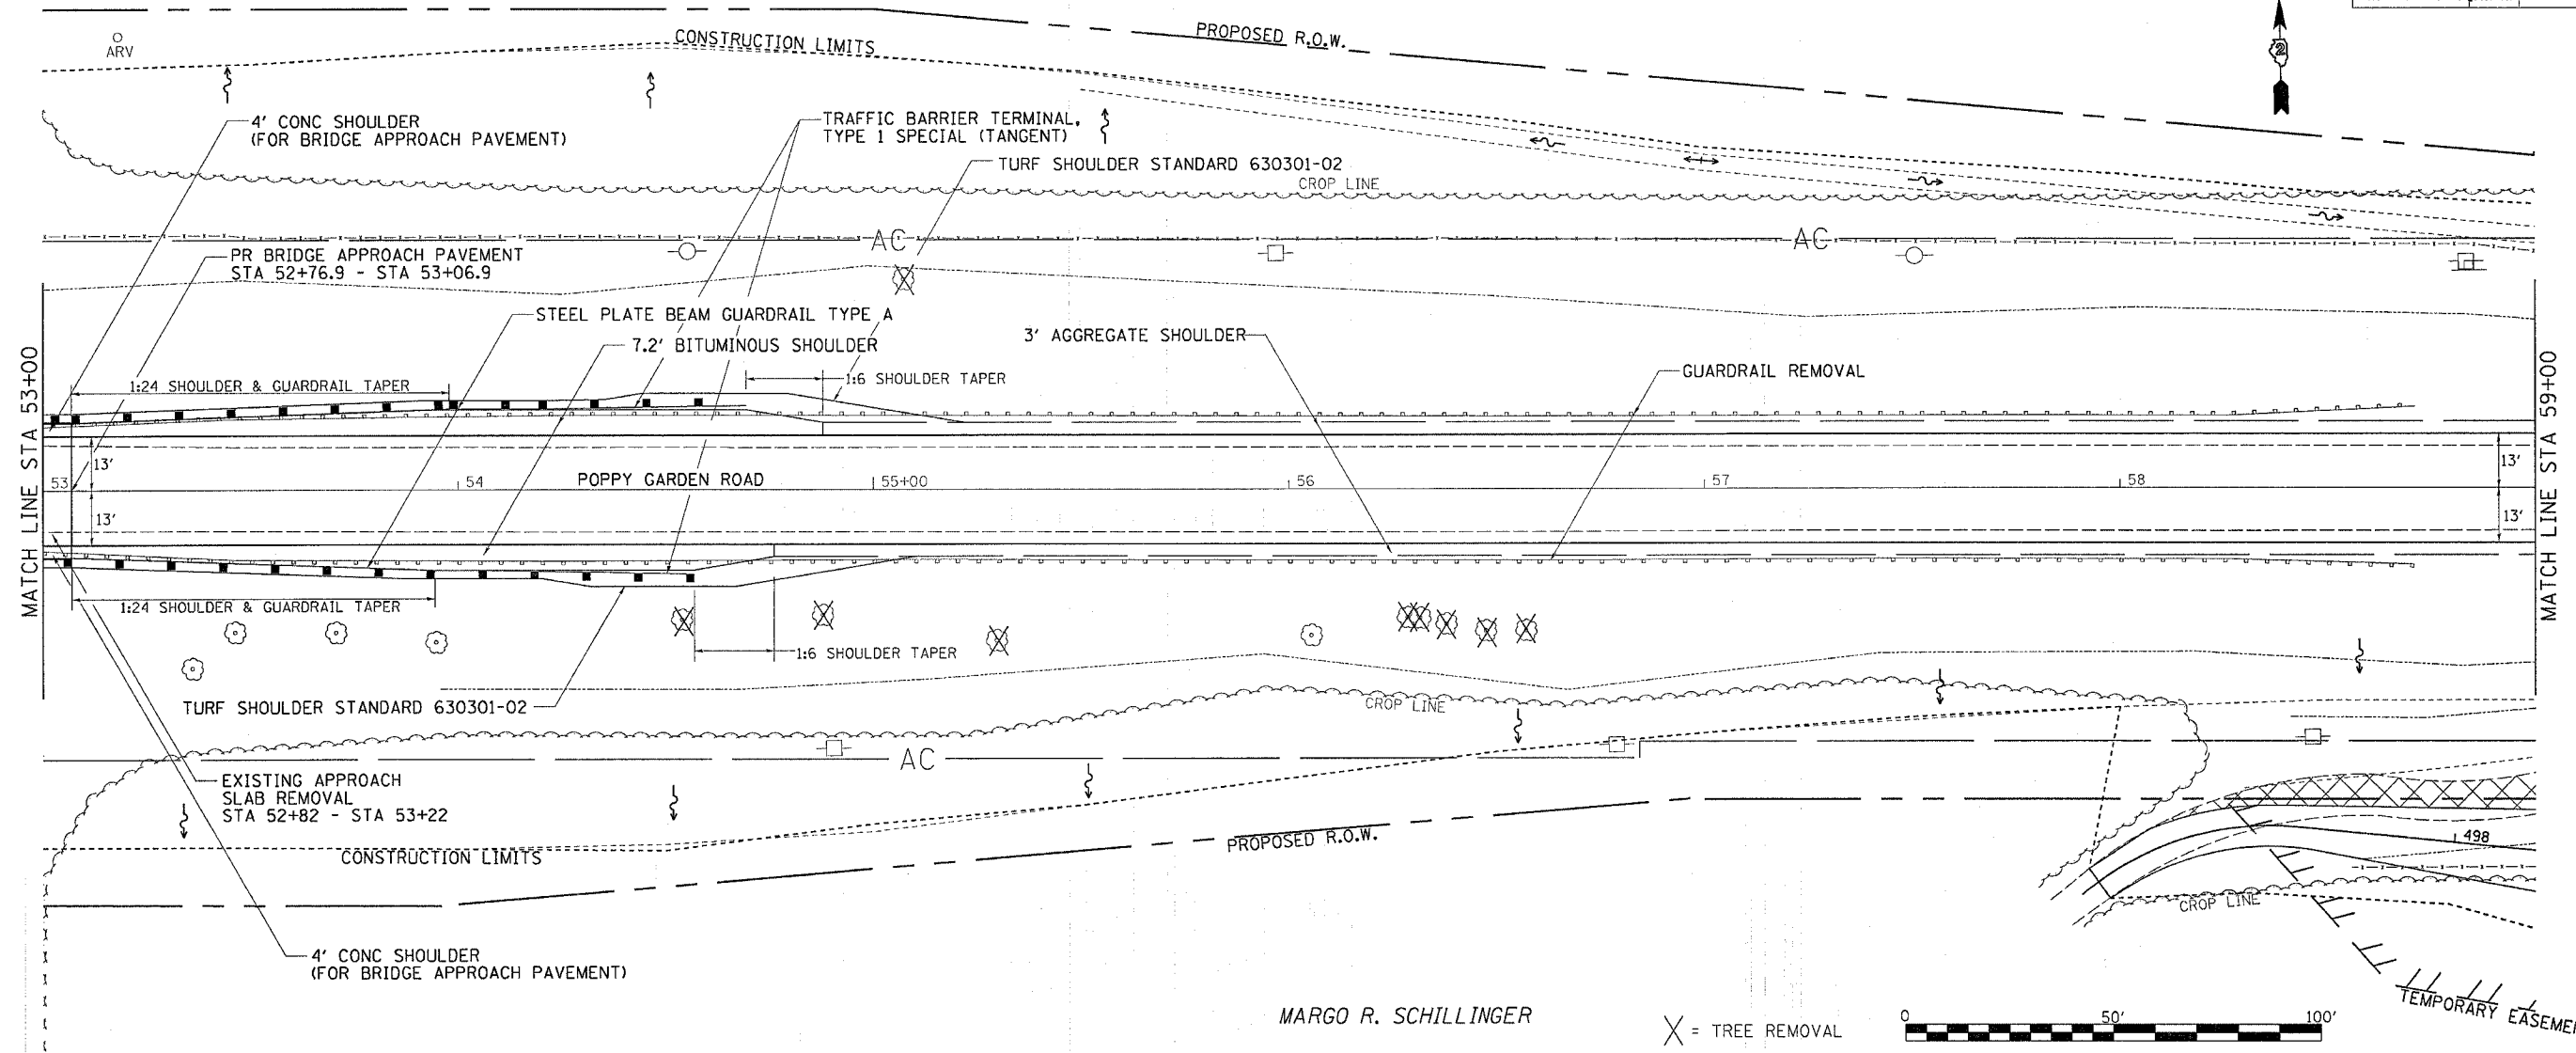 PROPOSED R.O.W.
CONSTRUCTION LIMITS
ARV
2
4' CONC SHOULDER
(FOR BRIDGE APPROACH PAVEMENT)
TRAFFIC BARRIER TERMINAL,
TYPE 1 SPECIAL (TANGENT)
TURF SHOULDER STANDARD 630301-02
CROP LINE
AC
AC
PR BRIDGE APPROACH PAVEMENT
STA 52+76.9 - STA 53+06.9
STEEL PLATE BEAM GUARDRAIL TYPE A
7.2' BITUMINOUS SHOULDER
3' AGGREGATE SHOULDER
GUARDRAIL REMOVAL
1:24 SHOULDER & GUARDRAIL TAPER
1:6 SHOULDER TAPER
MATCH LINE STA 53+00
MATCH LINE STA 59+00
13'
13'
53
54
POPPY GARDEN ROAD
55+00
56
57
58
13'
13'
1:24 SHOULDER & GUARDRAIL TAPER
1:6 SHOULDER TAPER
TURF SHOULDER STANDARD 630301-02
CROP LINE
AC
EXISTING APPROACH
SLAB REMOVAL
STA 52+82 - STA 53+22
CONSTRUCTION LIMITS
PROPOSED R.O.W.
498
CROP LINE
4' CONC SHOULDER
(FOR BRIDGE APPROACH PAVEMENT)
MARGO R. SCHILLINGER
X = TREE REMOVAL
0 50' 100'
TEMPORARY EASEME